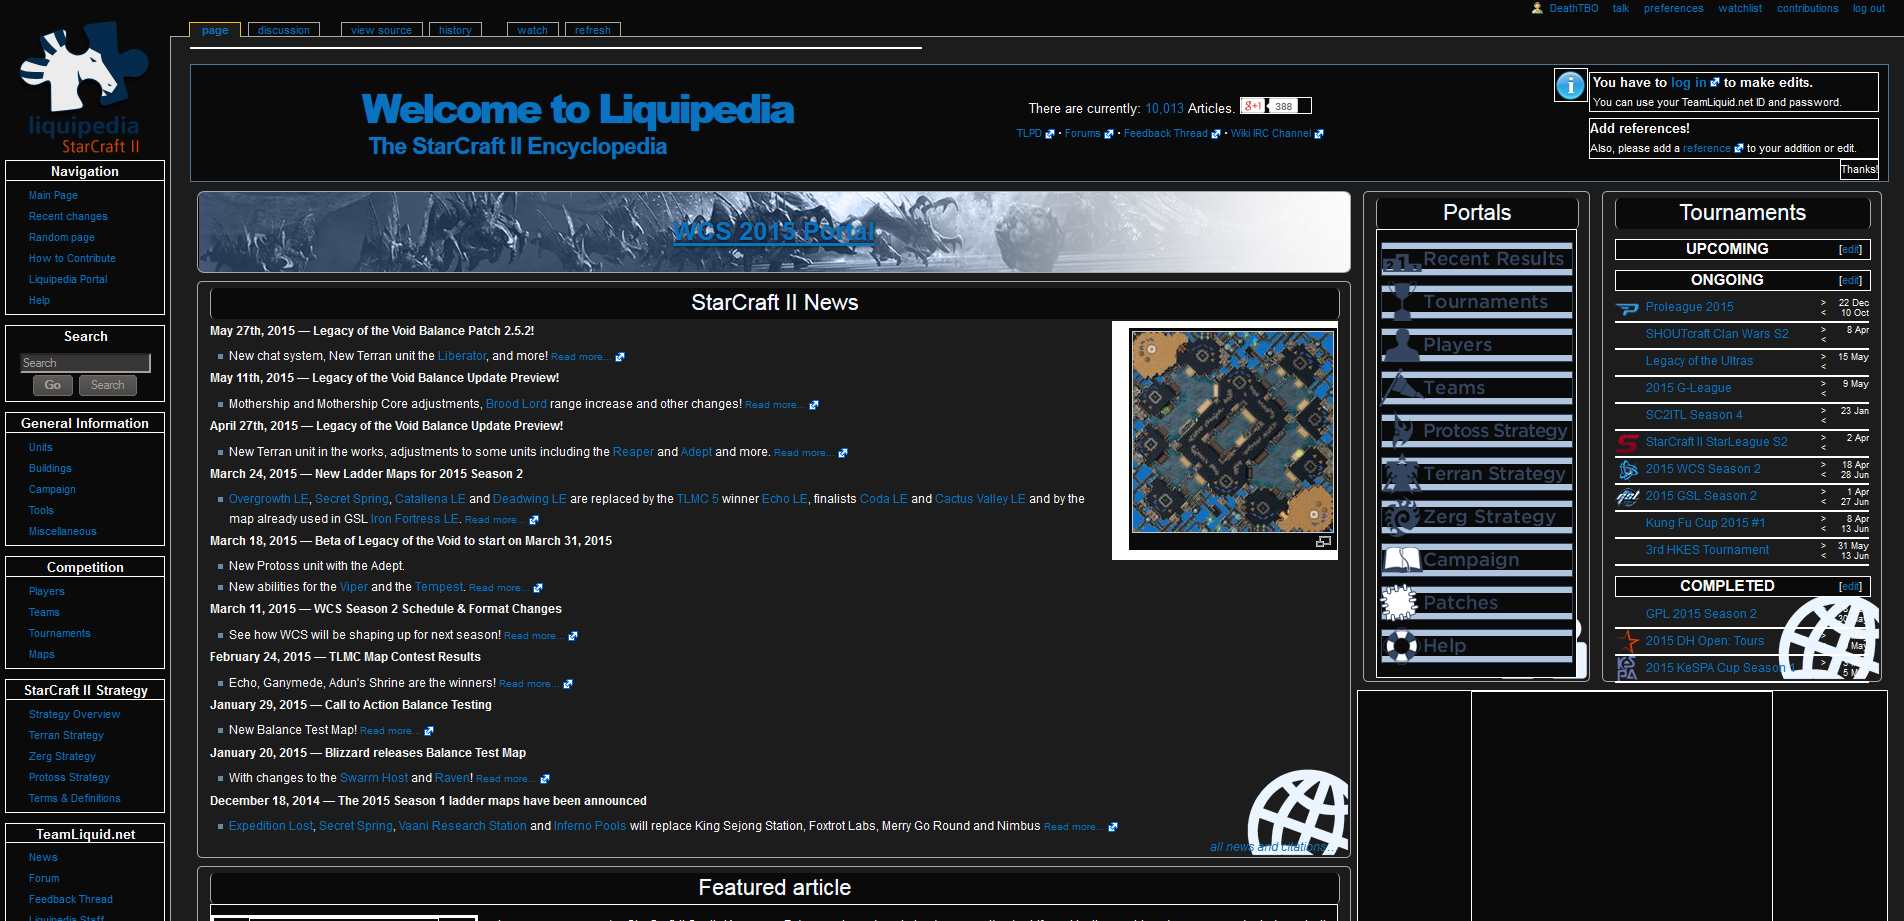 DeathTBO talk preferences watchlist contributions log out
page discussion view source history watch refresh
liquipedia
StarCraft II
Navigation
Main Page
Recent changes
Random page
How to Contribute
Liquipedia Portal
Help
Search
Search
Go Search
General Information
Units
Buildings
Campaign
Tools
Miscellaneous
Competition
Players
Teams
Tournaments
Maps
StarCraft II Strategy
Strategy Overview
Terran Strategy
Zerg Strategy
Protoss Strategy
Terms & Definitions
TeamLiquid.net
News
Forum
Feedback Thread
Liquipedia Staff
Welcome to Liquipedia
The StarCraft II Encyclopedia
There are currently: 10,013 Articles. g+1 388
TLPD • Forums • Feedback Thread • Wiki IRC Channel
You have to log in to make edits.
You can use your TeamLiquid.net ID and password.
Add references!
Also, please add a reference to your addition or edit.
Thanks!
WCS 2015 Portal
StarCraft II News
May 27th, 2015 — Legacy of the Void Balance Patch 2.5.2!
New chat system, New Terran unit the Liberator, and more! Read more...
May 11th, 2015 — Legacy of the Void Balance Update Preview!
Mothership and Mothership Core adjustments, Brood Lord range increase and other changes! Read more...
April 27th, 2015 — Legacy of the Void Balance Update Preview!
New Terran unit in the works, adjustments to some units including the Reaper and Adept and more. Read more...
March 24, 2015 — New Ladder Maps for 2015 Season 2
Overgrowth LE, Secret Spring, Catallena LE and Deadwing LE are replaced by the TLMC 5 winner Echo LE, finalists Coda LE and Cactus Valley LE and by the
map already used in GSL Iron Fortress LE. Read more...
March 18, 2015 — Beta of Legacy of the Void to start on March 31, 2015
New Protoss unit with the Adept.
New abilities for the Viper and the Tempest. Read more...
March 11, 2015 — WCS Season 2 Schedule & Format Changes
See how WCS will be shaping up for next season! Read more...
February 24, 2015 — TLMC Map Contest Results
Echo, Ganymede, Adun's Shrine are the winners! Read more...
January 29, 2015 — Call to Action Balance Testing
New Balance Test Map! Read more...
January 20, 2015 — Blizzard releases Balance Test Map
With changes to the Swarm Host and Raven! Read more...
December 18, 2014 — The 2015 Season 1 ladder maps have been announced
Expedition Lost, Secret Spring, Vaani Research Station and Inferno Pools will replace King Sejong Station, Foxtrot Labs, Merry Go Round and Nimbus Read more...
all news and citations...
Featured article
Portals
Recent Results
Tournaments
Players
Teams
Protoss Strategy
Terran Strategy
Zerg Strategy
Campaign
Patches
Help
Tournaments
UPCOMING [edit]
ONGOING [edit]
Proleague 2015 > 22 Dec
< 10 Oct
SHOUTcraft Clan Wars S2 > 8 Apr
<
Legacy of the Ultras > 15 May
<
2015 G-League > 9 May
<
SC2ITL Season 4 > 23 Jan
<
StarCraft II StarLeague S2 > 2 Apr
<
2015 WCS Season 2 > 18 Apr
< 28 Jun
2015 GSL Season 2 > 1 Apr
< 27 Jun
Kung Fu Cup 2015 #1 > 8 Apr
< 13 Jun
3rd HKES Tournament > 31 May
< 13 Jun
COMPLETED [edit]
GPL 2015 Season 2
2015 DH Open: Tours
2015 KeSPA Cup Season 1